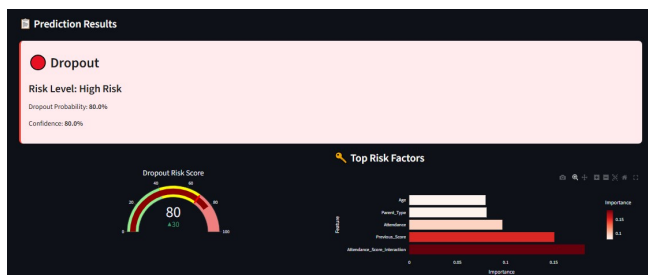 Prediction Results
Dropout
Risk Level: High Risk
Dropout Probability: 80.0%
Confidence: 80.0%
Top Risk Factors
Dropout Risk Score
40 60
20 80
80
▲30
0 100
Feature
Age
Parent_Type
Attendance
Previous_Score
Attendance_Score_Interaction
0 0.05 0.1 0.15
Importance
Importance
0.15
0.1